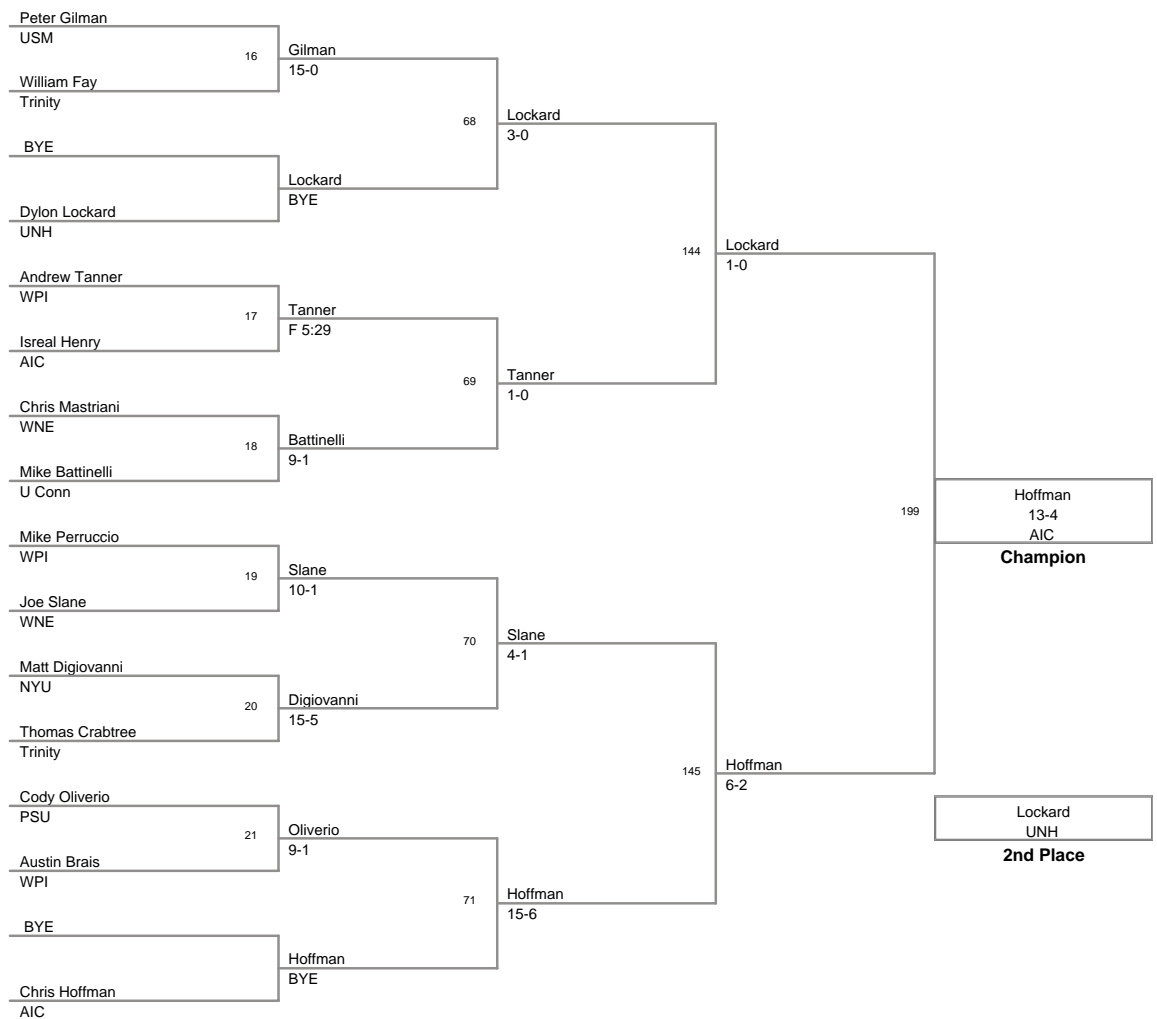 Peter Gilman
USM
16
William Fay
Trinity
Gilman
15-0
BYE
Dylon Lockard
UNH
Lockard
BYE
68
Lockard
3-0
Andrew Tanner
WPI
17
Isreal Henry
AIC
Tanner
F 5:29
Chris Mastriani
WNE
18
Mike Battinelli
U Conn
Battinelli
9-1
69
Tanner
1-0
144
Lockard
1-0
Mike Perruccio
WPI
19
Joe Slane
WNE
Slane
10-1
Matt Digiovanni
NYU
20
Thomas Crabtree
Trinity
Digiovanni
15-5
70
Slane
4-1
Cody Oliverio
PSU
21
Austin Brais
WPI
Oliverio
9-1
BYE
Chris Hoffman
AIC
Hoffman
BYE
71
Hoffman
15-6
145
Hoffman
6-2
199
Hoffman
13-4
AIC
Champion
Lockard
UNH
2nd Place